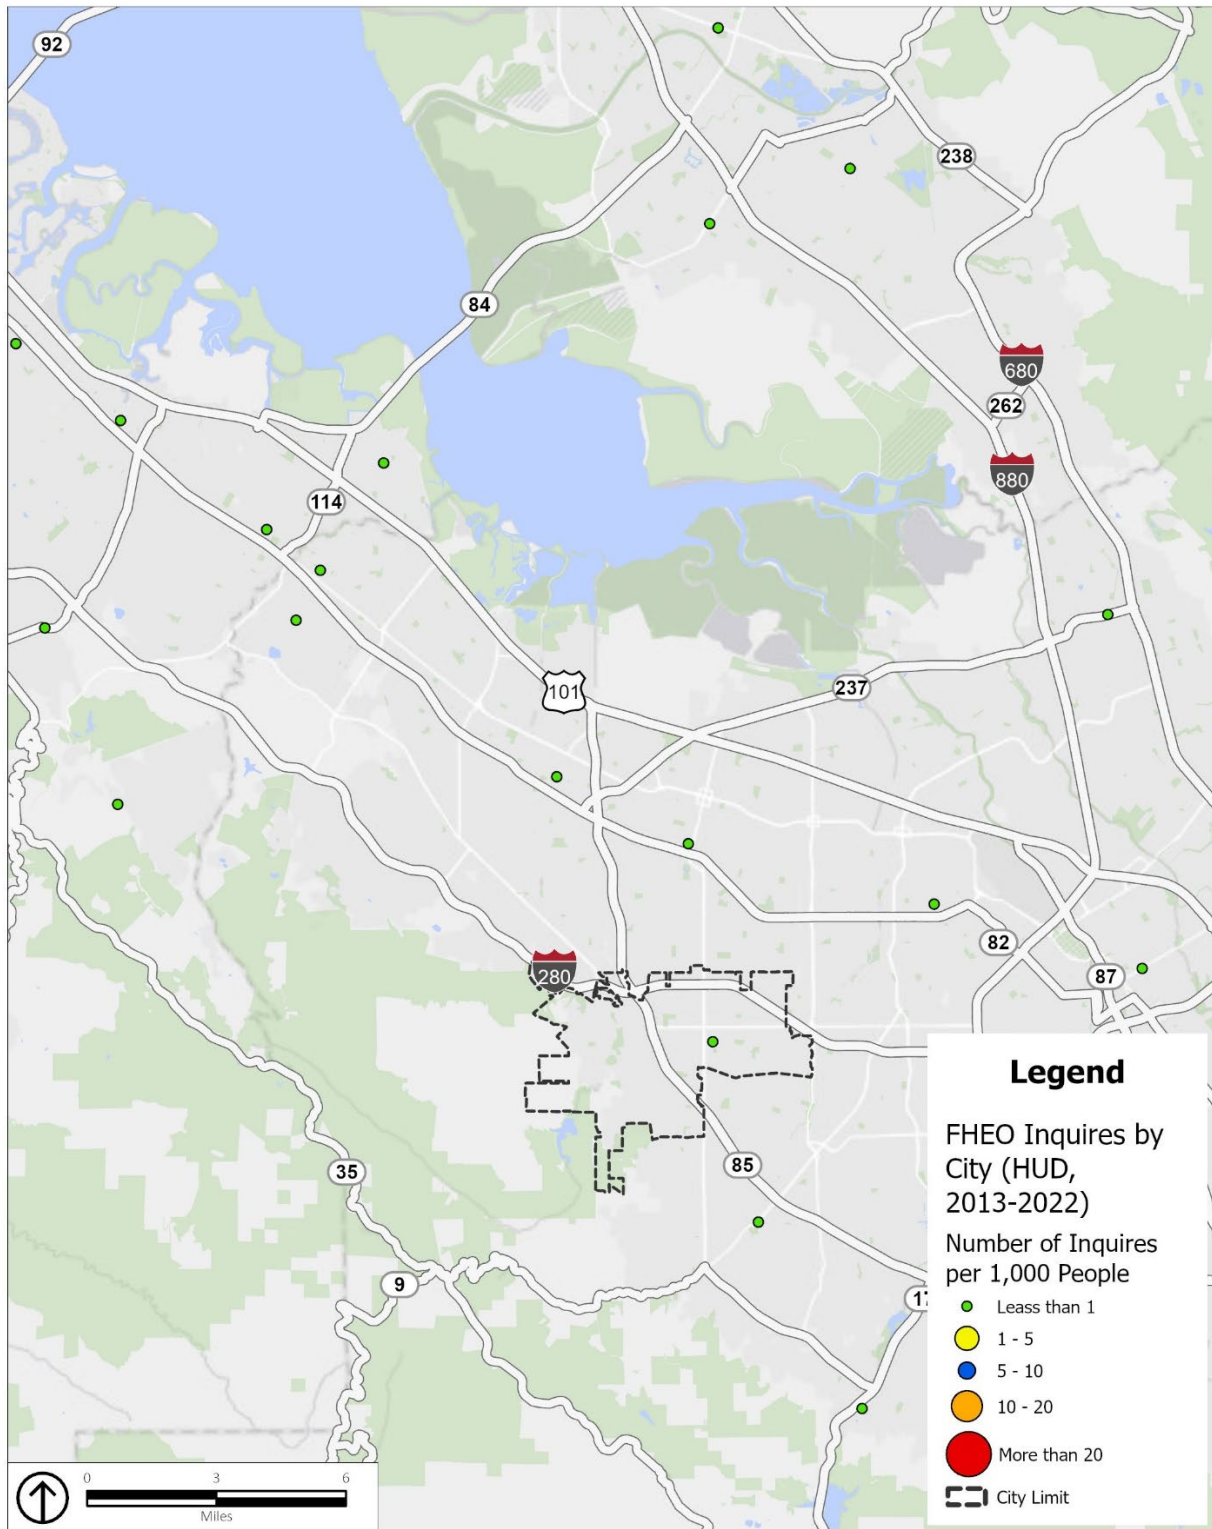 92
238
84
680
262
880
114
101
237
4
82
87
280
85
35
9
17
Legend
FHEO Inquires by
City (HUD,
2013-2022)
Number of Inquires
per 1,000 People
Leass than 1
1 - 5
5 - 10
10 - 20
More than 20
City Limit
0 3 6
Miles